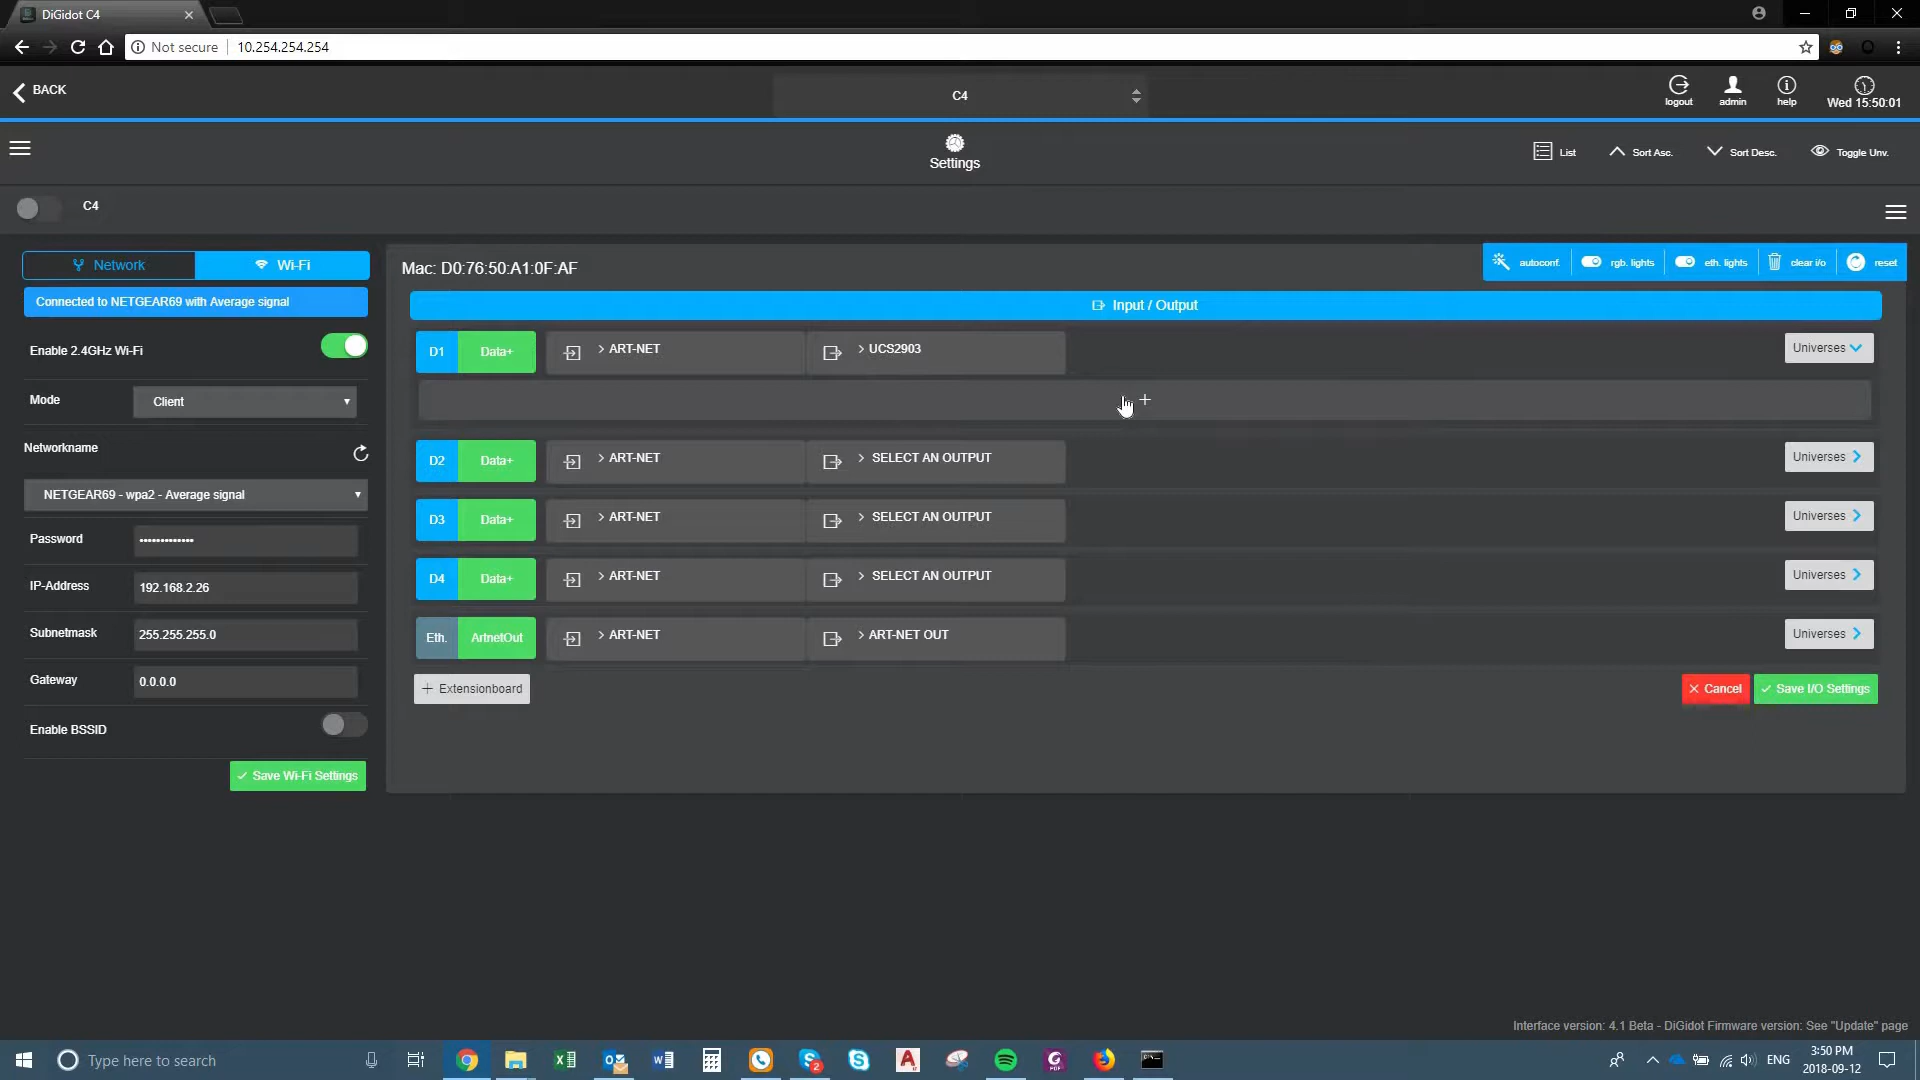 DiGidot C4
Not secure
10.254.254.254
BACK
C4
logout
admin
help
Wed 15:50:01
Settings
List
Sort Asc.
Sort Desc.
Toggle Unv.
C4
Network
Wi-Fi
Connected to NETGEAR69 with Average signal
Enable 2.4GHz Wi-Fi
Mode
Client
Networkname
NETGEAR69 - wpa2 - Average signal
Password
•••••••••••••
IP-Address
192.168.2.26
Subnetmask
255.255.255.0
Gateway
0.0.0.0
Enable BSSID
Save Wi-Fi Settings
Mac: D0:76:50:A1:0F:AF
autoconf.
rgb. lights
eth. lights
clear i/o
reset
Input / Output
D1 Data+ > ART-NET > UCS2903 Universes
+
D2 Data+ > ART-NET > SELECT AN OUTPUT Universes
D3 Data+ > ART-NET > SELECT AN OUTPUT Universes
D4 Data+ > ART-NET > SELECT AN OUTPUT Universes
Eth. ArtnetOut > ART-NET > ART-NET OUT Universes
+ Extensionboard
Cancel
Save I/O Settings
Interface version: 4.1 Beta - DiGidot Firmware version: See "Update" page
Type here to search
2
ENG
3:50 PM
2018-09-12